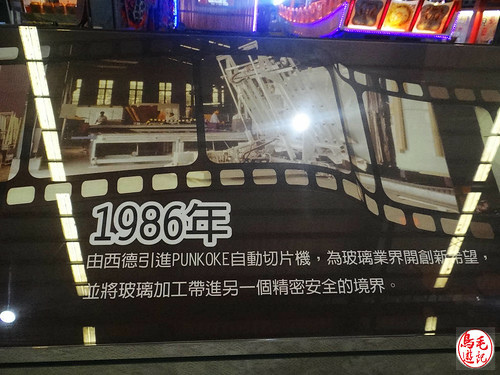 1986年
由西德引進PUNKOKE自動切片機，為玻璃業界開創新希望，
並將玻璃加工帶進另一個精密安全的境界。
鳥毛
遊記